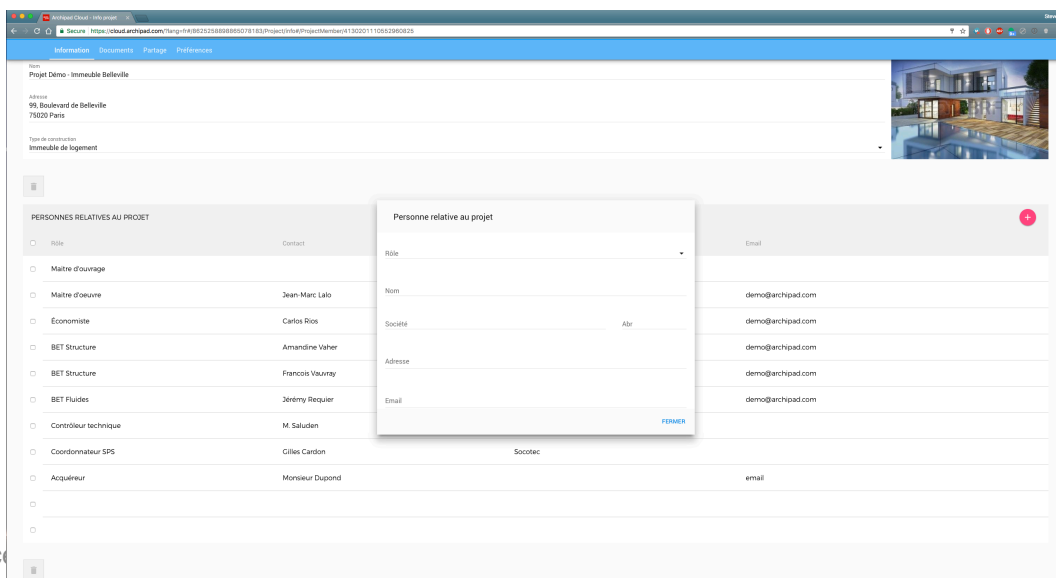 Archipad Cloud - Info projet
Steve
Secure
https://cloud.archipad.com/?lang=fr#/8625258898865078183/Project/info#/ProjectMember/4130201110552960825
Information Documents Partage Préférences
Nom
Projet Démo - Immeuble Belleville
Adresse
99, Boulevard de Belleville
75020 Paris
Type de construction
Immeuble de logement
PERSONNES RELATIVES AU PROJET
Rôle Contact Email
Maitre d'ouvrage
Maitre d'oeuvre Jean-Marc Lalo demo@archipad.com
Économiste Carlos Rios demo@archipad.com
BET Structure Amandine Vaher demo@archipad.com
BET Structure Francois Vauvray demo@archipad.com
BET Fluides Jérémy Requier demo@archipad.com
Contrôleur technique M. Saluden
Coordonnateur SPS Gilles Cardon Socotec
Acquéreur Monsieur Dupond email
Personne relative au projet
Rôle
Nom
Société Abr
Adresse
Email
FERMER